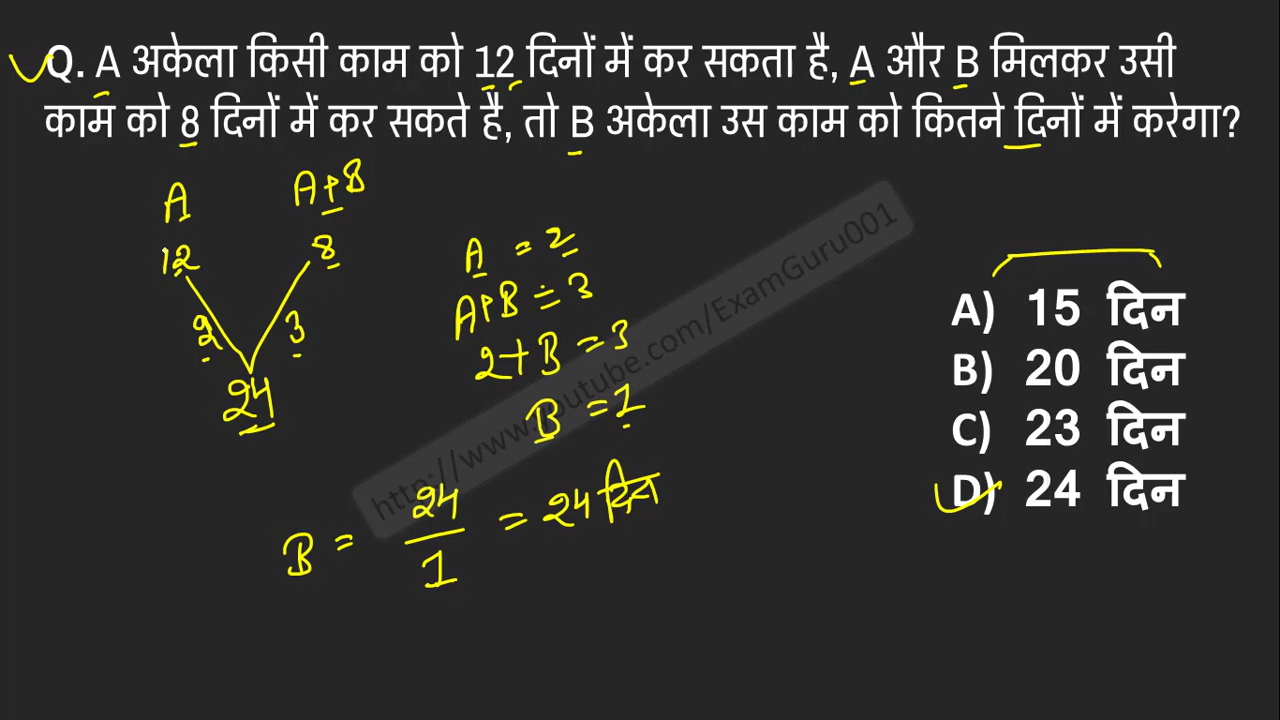 Q. A अकेला किसी काम को 12 दिनों में कर सकता है, A और B मिलकर उसी
काम को 8 दिनों में कर सकते है, तो B अकेला उस काम को कितने दिनों में करेगा?
A A+B
12 8
2 3
24
A = 2
A+B = 3
2+B = 3
B = 1
B = 24/1 = 24 दिन
A) 15 दिन
B) 20 दिन
C) 23 दिन
D) 24 दिन
http://www.youtube.com/ExamGuru001